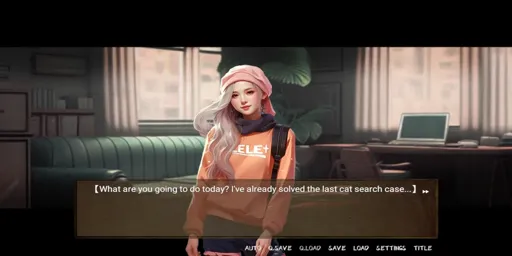 ELE+
【What are you going to do today? I've already solved the last cat search case...】
AUTO Q.SAVE Q.LOAD SAVE LOAD SETTINGS TITLE